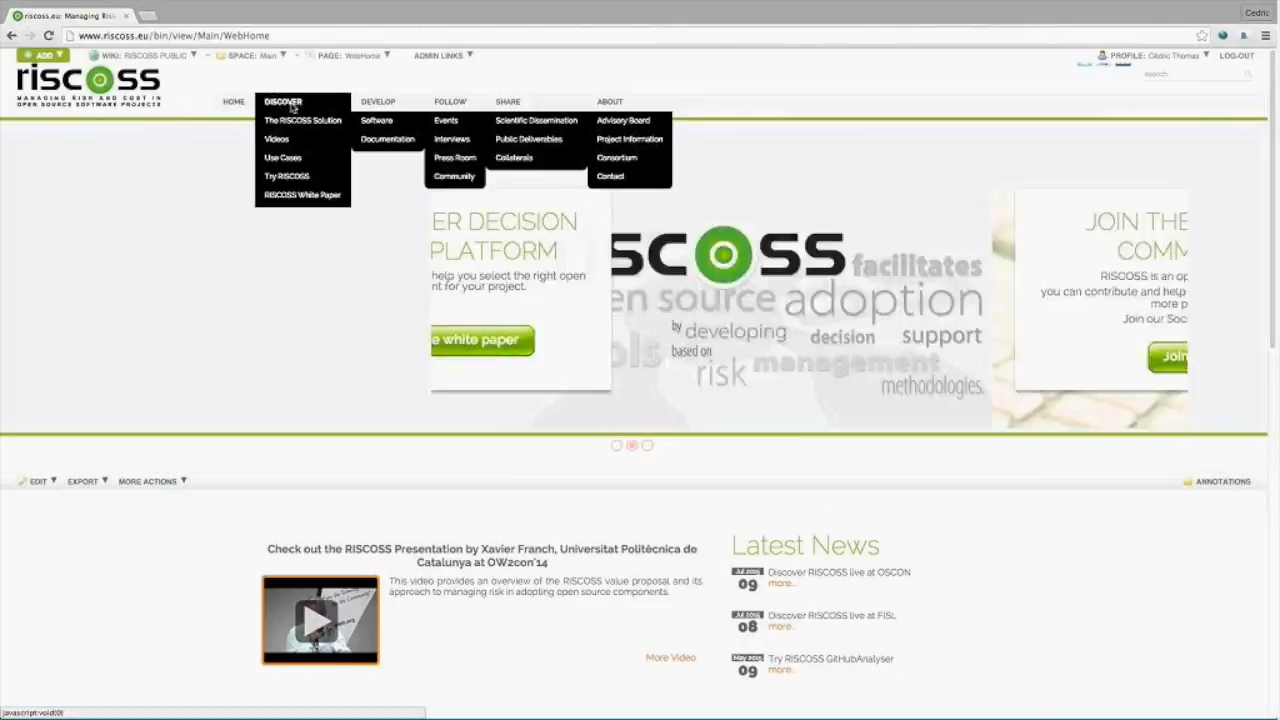 riscoss.eu: Managing Risk
Cedric
www.riscoss.eu/bin/view/Main/WebHome
ADD
WIKI: RISCOSS PUBLIC
SPACE: Main
PAGE: WebHome
ADMIN LINKS
PROFILE: Cédric Thomas
LOG-OUT
search
riscoss
MANAGING RISK AND COST IN
OPEN SOURCE SOFTWARE PROJECTS
HOME
DISCOVER
The RISCOSS Solution
Videos
Use Cases
Try RISCOSS
RISCOSS White Paper
DEVELOP
Software
Documentation
FOLLOW
Events
Interviews
Press Room
Community
SHARE
Scientific Dissemination
Public Deliverables
Collaterals
ABOUT
Advisory Board
Project Information
Consortium
Contact
ER DECISION
PLATFORM
help you select the right open
nt for your project.
e white paper
SCOSS facilitates
en source adoption
by developing decision support
ols based on risk management
methodologies.
JOIN THE
COMM
RISCOSS is an op
you can contribute and help
more p
Join our Soc
Join
EDIT
EXPORT
MORE ACTIONS
ANNOTATIONS
Check out the RISCOSS Presentation by Xavier Franch, Universitat Politècnica de
Catalunya at OW2con'14
This video provides an overview of the RISCOSS value proposal and its
approach to managing risk in adopting open source components.
More Video
Latest News
Jul 2015
09
Discover RISCOSS live at OSCON
more...
Jul 2015
08
Discover RISCOSS live at FISL
more...
May 2015
09
Try RISCOSS GitHubAnalyser
more...
javascript:void(0)